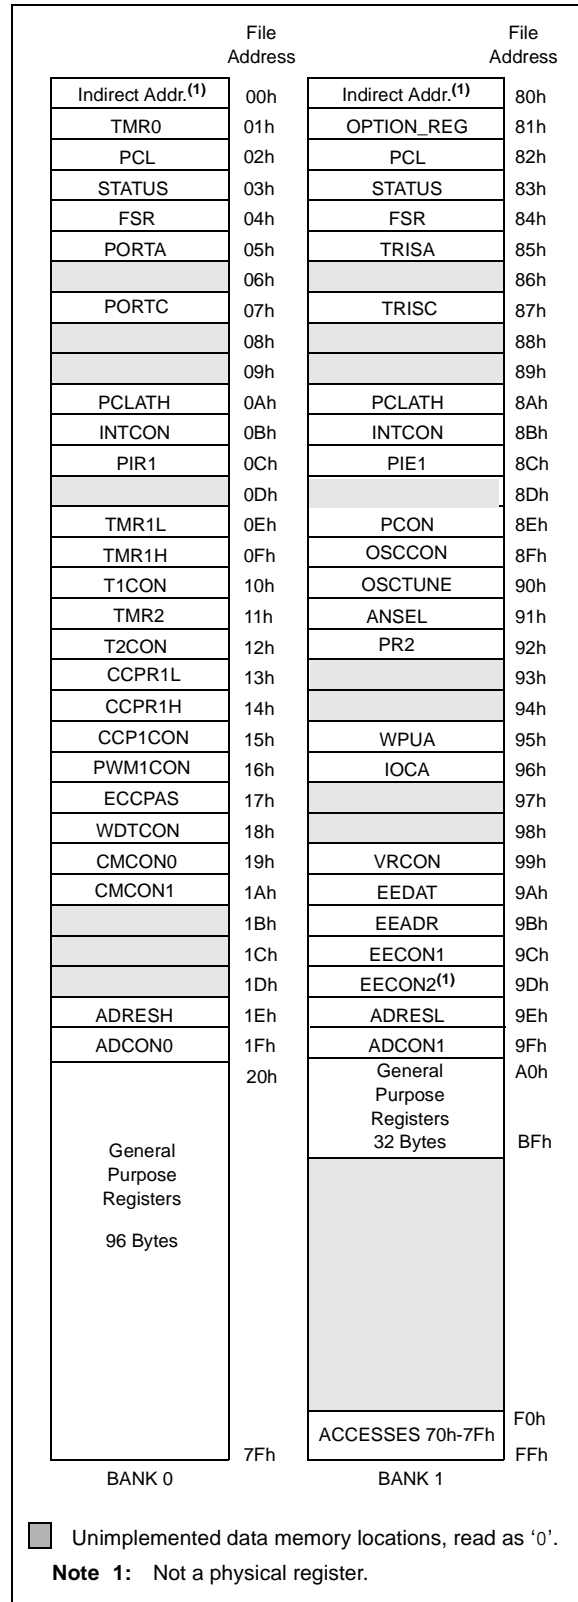 File Address File Address
Indirect Addr.(1) 00h Indirect Addr.(1) 80h
TMR0 01h OPTION_REG 81h
PCL 02h PCL 82h
STATUS 03h STATUS 83h
FSR 04h FSR 84h
PORTA 05h TRISA 85h
06h 86h
PORTC 07h TRISC 87h
08h 88h
09h 89h
PCLATH 0Ah PCLATH 8Ah
INTCON 0Bh INTCON 8Bh
PIR1 0Ch PIE1 8Ch
0Dh 8Dh
TMR1L 0Eh PCON 8Eh
TMR1H 0Fh OSCCON 8Fh
T1CON 10h OSCTUNE 90h
TMR2 11h ANSEL 91h
T2CON 12h PR2 92h
CCPR1L 13h 93h
CCPR1H 14h 94h
CCP1CON 15h WPUA 95h
PWM1CON 16h IOCA 96h
ECCPAS 17h 97h
WDTCON 18h 98h
CMCON0 19h VRCON 99h
CMCON1 1Ah EEDAT 9Ah
1Bh EEADR 9Bh
1Ch EECON1 9Ch
1Dh EECON2(1) 9Dh
ADRESH 1Eh ADRESL 9Eh
ADCON0 1Fh ADCON1 9Fh
20h General A0h
Purpose
Registers
32 Bytes BFh
General
Purpose
Registers
96 Bytes
F0h
ACCESSES 70h-7Fh
7Fh FFh
BANK 0 BANK 1
Unimplemented data memory locations, read as ‘0’.
Note 1: Not a physical register.